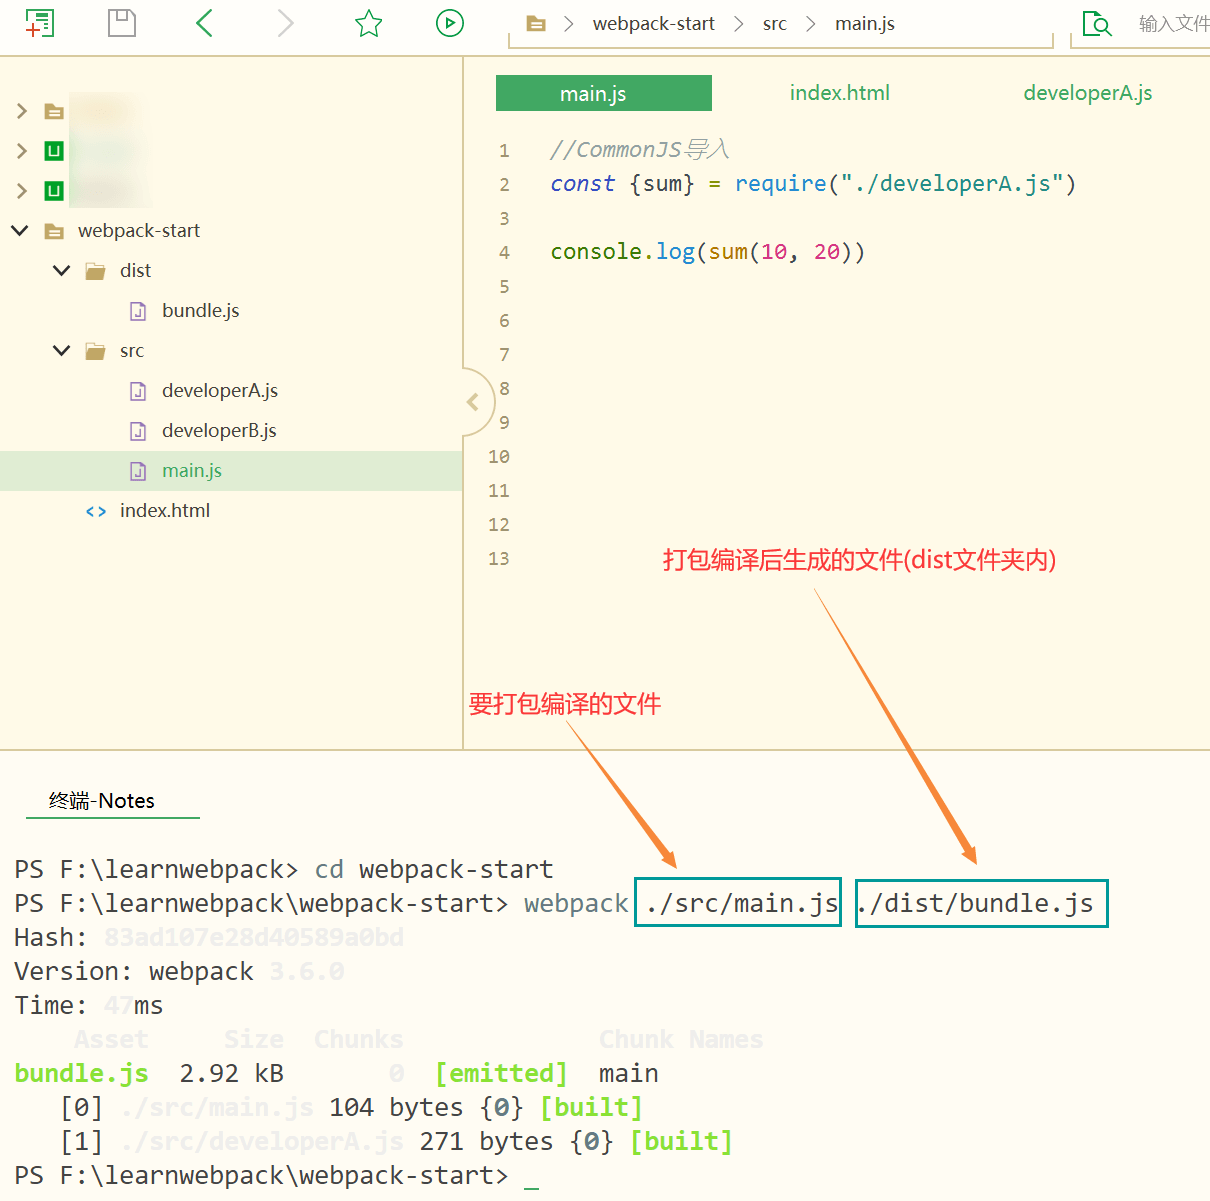 webpack-start src main.js 输入文件
main.js index.html developerA.js
webpack-start
dist
bundle.js
src
developerA.js
developerB.js
main.js
index.html
1 //CommonJS导入
2 const {sum} = require("./developerA.js")
3
4 console.log(sum(10, 20))
5
6
7
8
9
10
11
12
13
打包编译后生成的文件(dist文件夹内)
要打包编译的文件
终端-Notes
PS F:\learnwebpack> cd webpack-start
PS F:\learnwebpack\webpack-start> webpack ./src/main.js ./dist/bundle.js
Hash: 83ad107e28d40589a0bd
Version: webpack 3.6.0
Time: 47ms
Asset Size Chunks Chunk Names
bundle.js 2.92 kB 0 [emitted] main
[0] ./src/main.js 104 bytes {0} [built]
[1] ./src/developerA.js 271 bytes {0} [built]
PS F:\learnwebpack\webpack-start> _